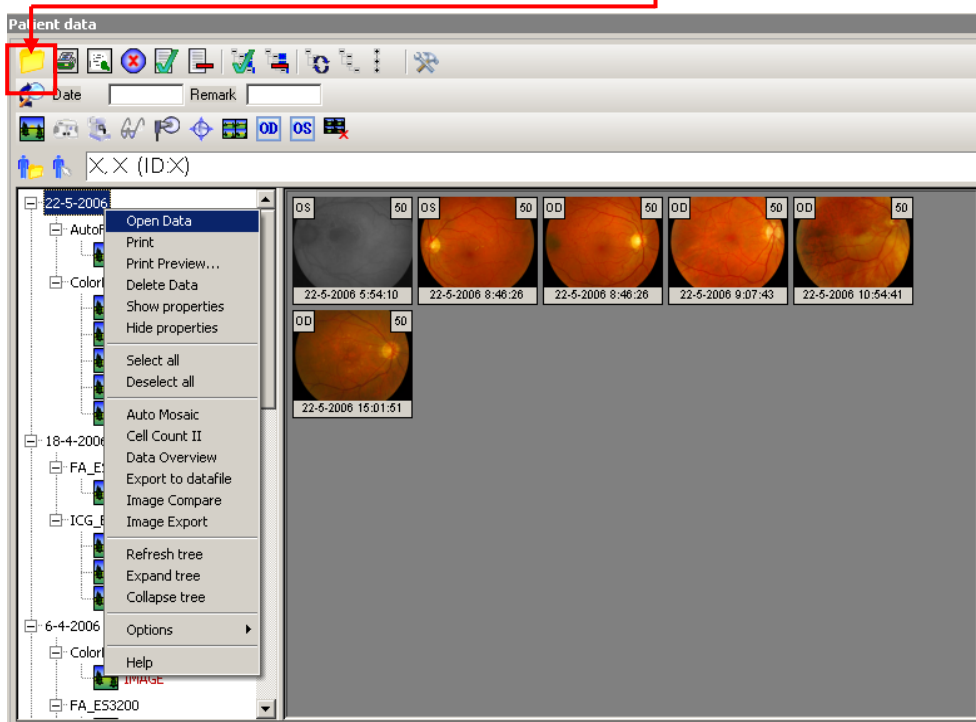 Patient data
Date Remark
OD OS
X, X (ID:X)
22-5-2006
AutoF
Colorl
18-4-2006
FA_E
ICG_E
6-4-2006
Colorl
IMAGE
FA_ES3200
Open Data
Print
Print Preview...
Delete Data
Show properties
Hide properties
Select all
Deselect all
Auto Mosaic
Cell Count II
Data Overview
Export to datafile
Image Compare
Image Export
Refresh tree
Expand tree
Collapse tree
Options
Help
OS 50 OS 50 OD 50 OD 50 OD 50
22-5-2006 5:54:10 22-5-2006 8:46:26 22-5-2006 8:46:26 22-5-2006 9:07:43 22-5-2006 10:54:41
OD 50
22-5-2006 15:01:51